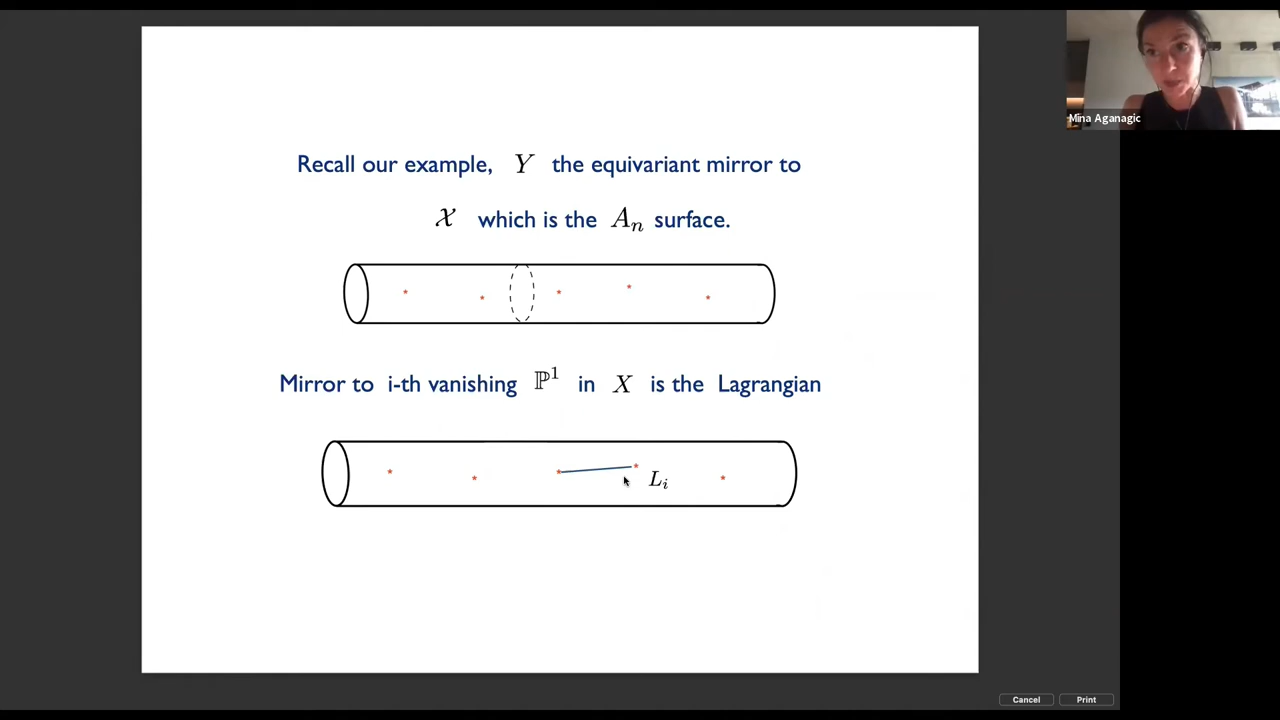 Mina Aganagic
Recall our example, Y the equivariant mirror to
𝒳 which is the Aₙ surface.
Mirror to i-th vanishing ℙ¹ in X is the Lagrangian
Lᵢ
Cancel Print